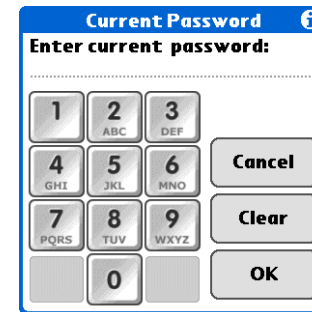 Current Password i
Enter current password:
1 2 3
ABC DEF
Cancel
4 5 6
GHI JKL MNO
Clear
7 8 9
PQRS TUV WXYZ
OK
0